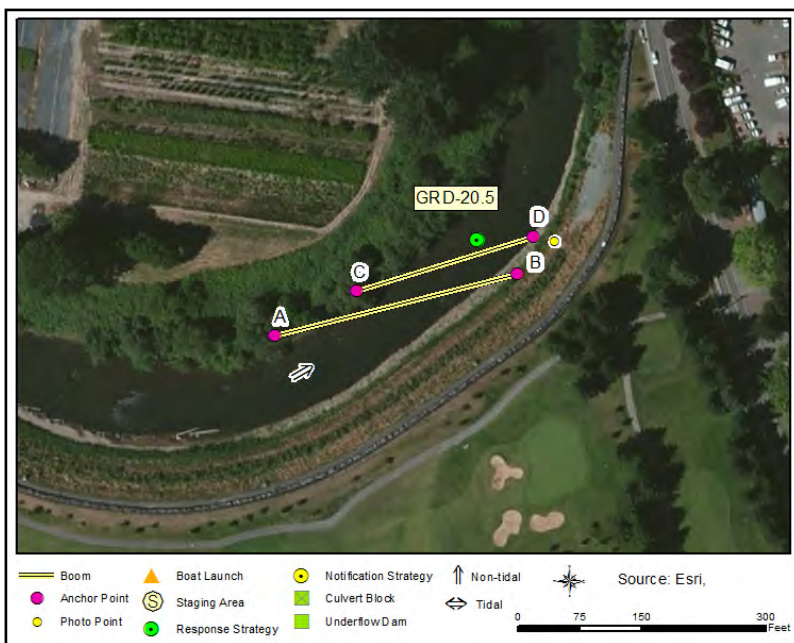 GRD-20.5
D
B
C
A
Boom
Boat Launch
Notification Strategy
Non-tidal
Source: Esri,
Anchor Point
S
Staging Area
Culvert Block
Tidal
Photo Point
Response Strategy
Underflow Dam
0 75 150 300
Feet